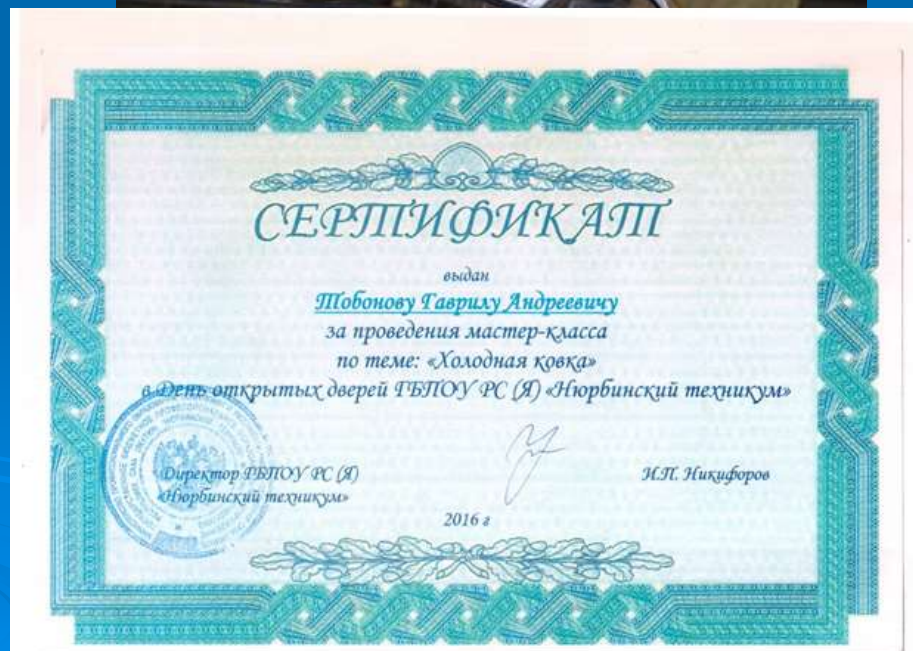 СЕРТИФИКАТ
выдан
Тобонову Гаврилу Андреевичу
за проведения мастер-класса
по теме: «Холодная ковка»
в День открытых дверей ГБПОУ РС (Я) «Нюрбинский техникум»
Директор ГБПОУ РС (Я)
«Нюрбинский техникум»
И.П. Никифоров
2016 г